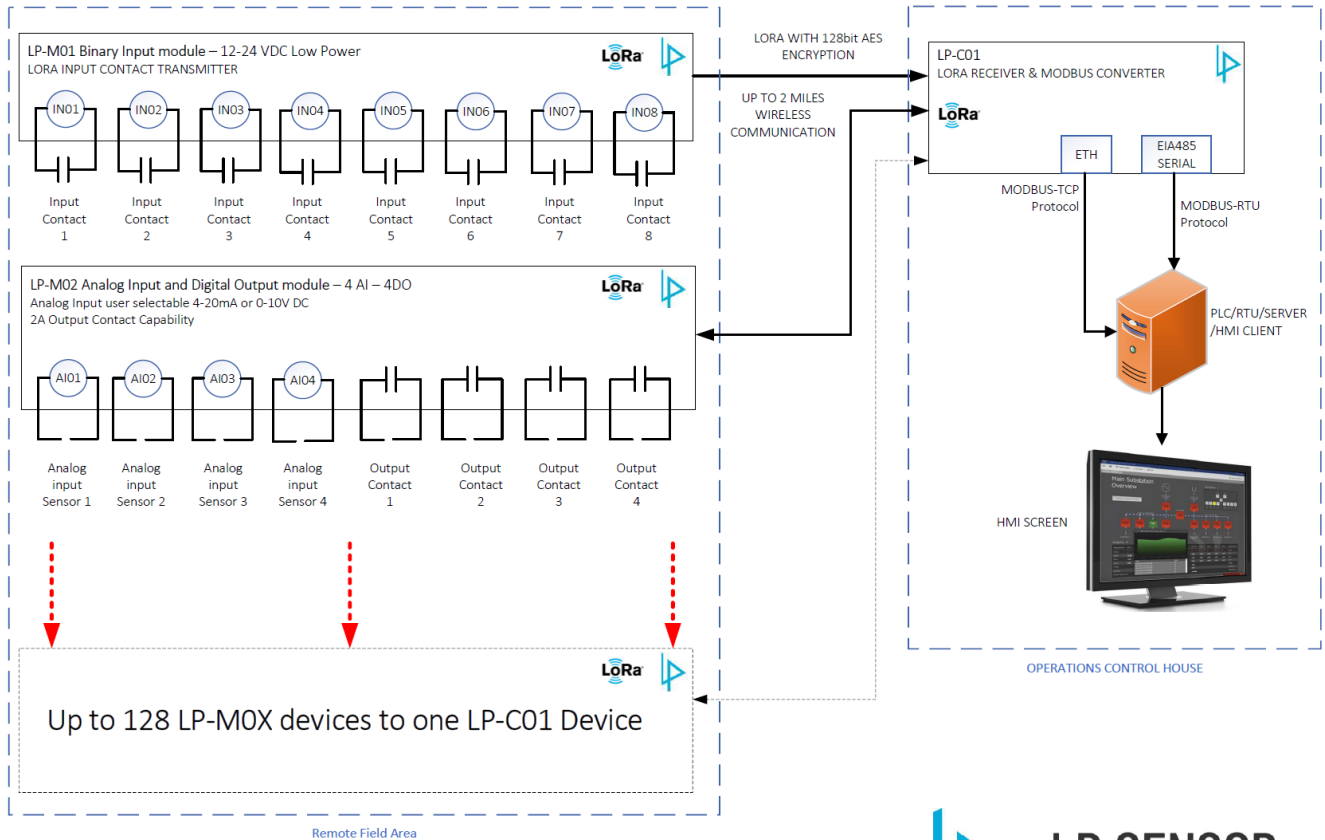 LP-M01 Binary Input module – 12-24 VDC Low Power
LORA INPUT CONTACT TRANSMITTER
LoRa
IN01
IN02
IN03
IN04
IN05
IN06
IN07
IN08
Input
Contact
1
Input
Contact
2
Input
Contact
3
Input
Contact
4
Input
Contact
5
Input
Contact
6
Input
Contact
7
Input
Contact
8
LP-M02 Analog Input and Digital Output module – 4 AI – 4DO
Analog Input user selectable 4-20mA or 0-10V DC
2A Output Contact Capability
LoRa
AI01
AI02
AI03
AI04
Analog
input
Sensor 1
Analog
input
Sensor 2
Analog
input
Sensor 3
Analog
input
Sensor 4
Output
Contact
1
Output
Contact
2
Output
Contact
3
Output
Contact
4
LoRa
Up to 128 LP-M0X devices to one LP-C01 Device
Remote Field Area
LORA WITH 128bit AES
ENCRYPTION
UP TO 2 MILES
WIRELESS
COMMUNICATION
LP-C01
LORA RECEIVER & MODBUS CONVERTER
LoRa
ETH
EIA485
SERIAL
MODBUS-TCP
Protocol
MODBUS-RTU
Protocol
PLC/RTU/SERVER
/HMI CLIENT
HMI SCREEN
Main Substation
Overview
OPERATIONS CONTROL HOUSE